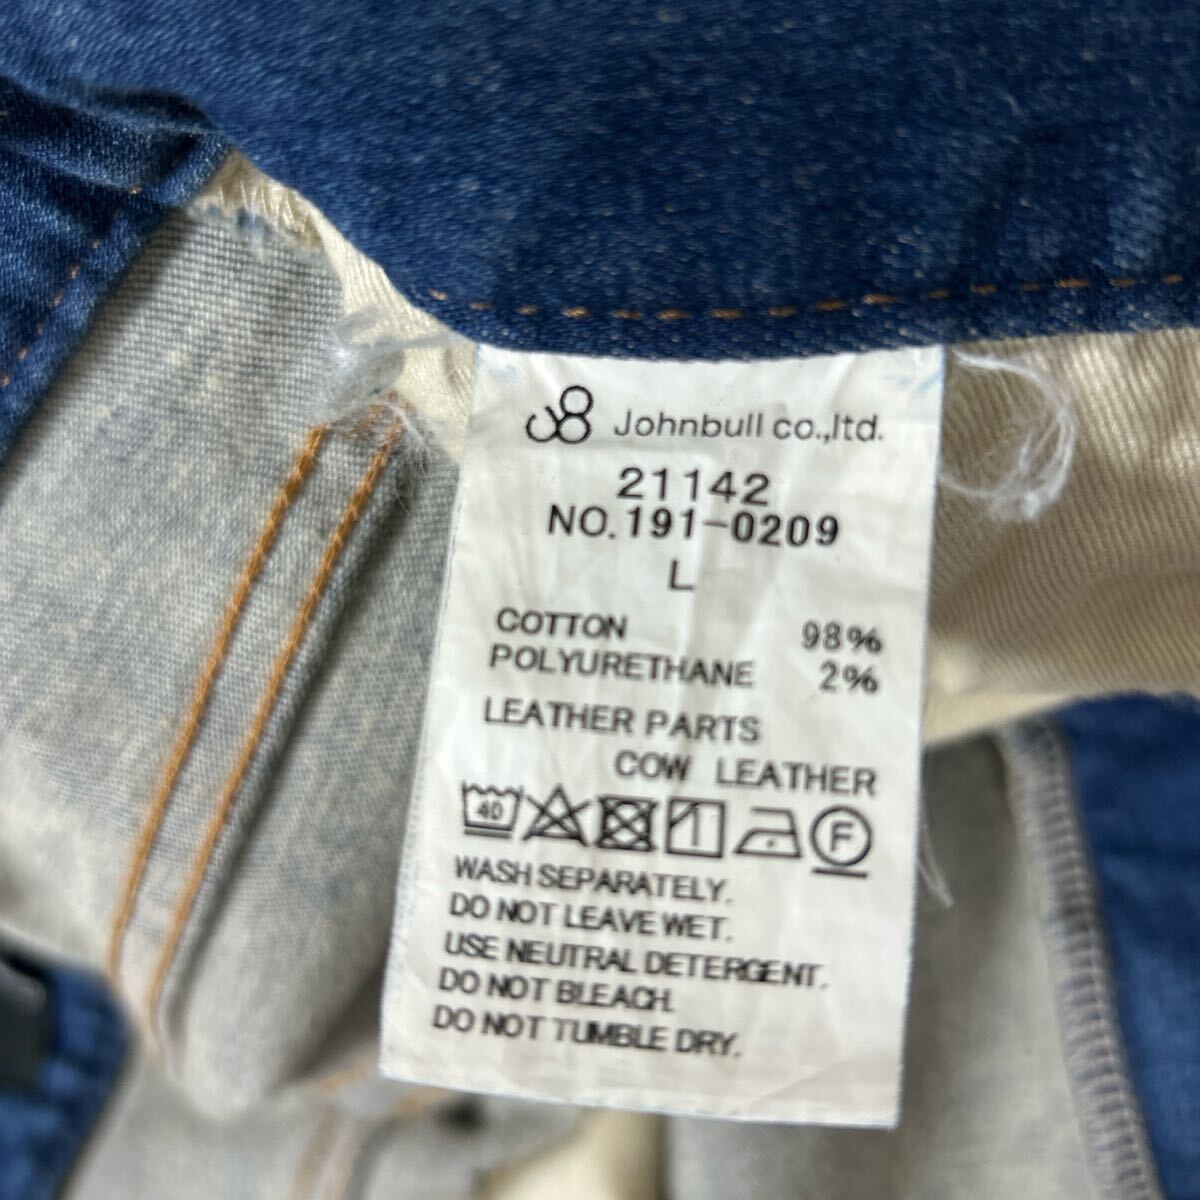 Johnbull co.,ltd.
21142
NO.191-0209
L
COTTON 98%
POLYURETHANE 2%
LEATHER PARTS
COW LEATHER
40 F
WASH SEPARATELY.
DO NOT LEAVE WET.
USE NEUTRAL DETERGENT.
DO NOT BLEACH.
DO NOT TUMBLE DRY.